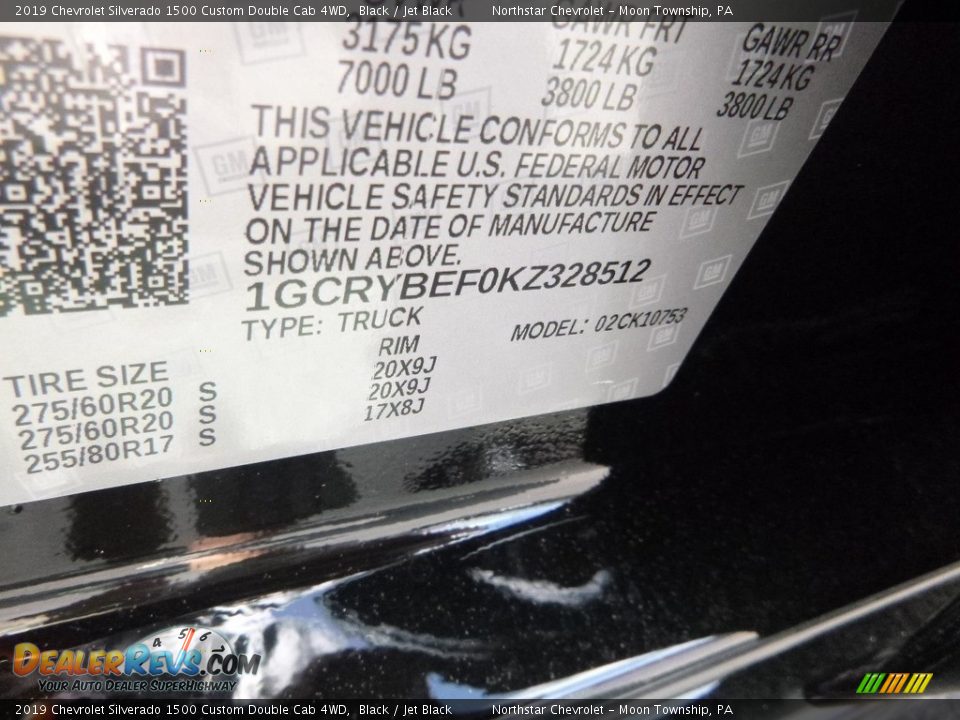 2019 Chevrolet Silverado 1500 Custom Double Cab 4WD, Black / Jet Black Northstar Chevrolet - Moon Township, PA
GAWR FRT
GAWR RR
3175 KG
1724 KG
1724 KG
7000 LB
3800 LB
3800 LB
THIS VEHICLE CONFORMS TO ALL
APPLICABLE U.S. FEDERAL MOTOR
VEHICLE SAFETY STANDARDS IN EFFECT
ON THE DATE OF MANUFACTURE
SHOWN ABOVE.
1GCRYBEF0KZ328512
TYPE: TRUCK
MODEL: 02CK10753
TIRE SIZE RIM
275/60R20 S 20X9J
275/60R20 S 20X9J
255/80R17 S 17X8J
4 5 6
DEALERREVS.COM
YOUR AUTO DEALER SUPERHIGHWAY
2019 Chevrolet Silverado 1500 Custom Double Cab 4WD, Black / Jet Black Northstar Chevrolet - Moon Township, PA